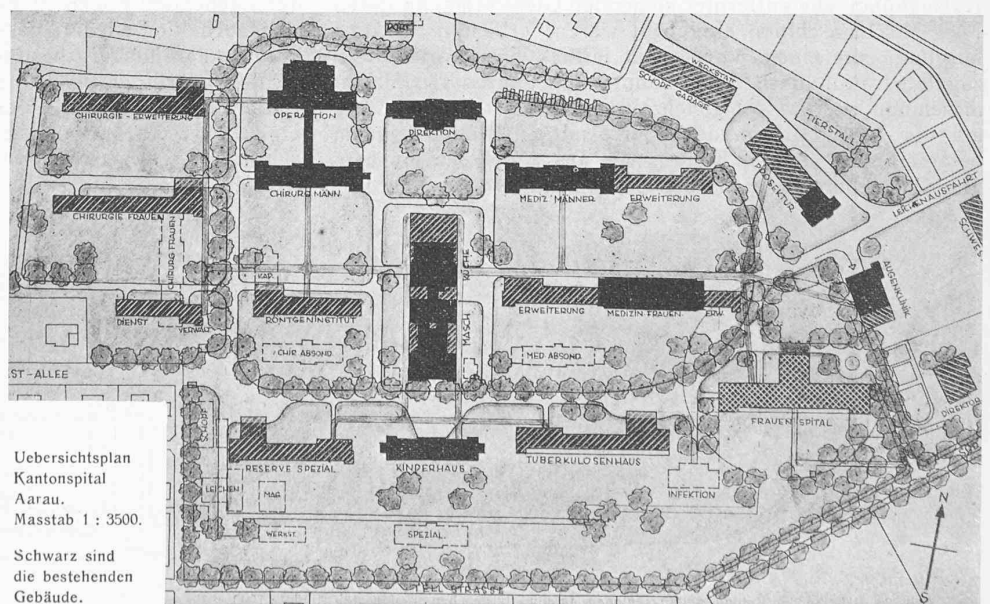 PORT.
WERKSTATT
SCHOPF GARAGE
TIERSTALL
LEICHENAUSFAHRT
CHIRURGIE - ERWEITERUNG
OPERATION
DIREKTION
PROSEKTUR
CHIRURG. MÄNN.
MEDIZ. MÄNNER
ERWEITERUNG
CHIRURGIE FRAUEN
CHIRURG FRAUEN
KAP.
KÜCHE
MASCH
AUGENKLINIK
DIENST
VERWALT
RÖNTGENINSTITUT
ERWEITERUNG
MEDIZIN-FRAUEN
ERW.
CHIR ABSOND.
MED ABSOND.
DIREKTOR
ST-ALLEE
SCHOPF
FRAUENSPITAL
RESERVE SPEZIAL
KINDERHAUS
TUBERKULOSENHAUS
LEICHEN
MAG
INFEKTION
WERKST.
SPEZIAL.
N
S
Uebersichtsplan
Kantonspital
Aarau.
Masstab 1 : 3500.
Schwarz sind
die bestehenden
Gebäude.